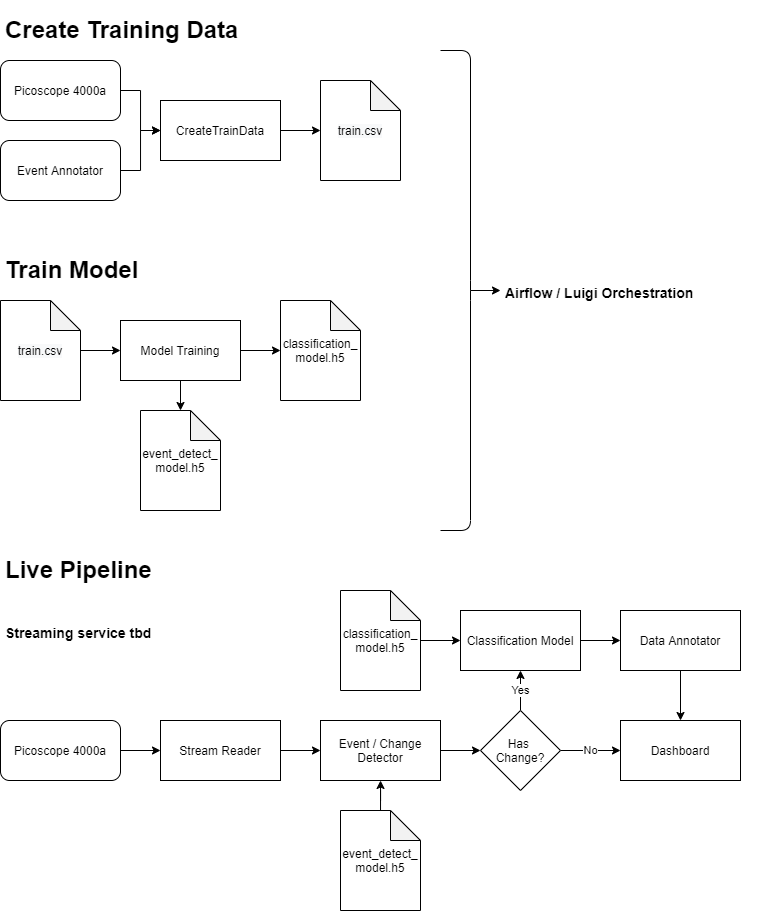 Create Training Data
Picoscope 4000a
CreateTrainData
train.csv
Event Annotator
Train Model
Airflow / Luigi Orchestration
train.csv
Model Training
classification_
model.h5
event_detect_
model.h5
Live Pipeline
Streaming service tbd
classification_
model.h5
Classification Model
Data Annotator
Yes
Picoscope 4000a
Stream Reader
Event / Change
Detector
Has
Change?
No
Dashboard
event_detect_
model.h5